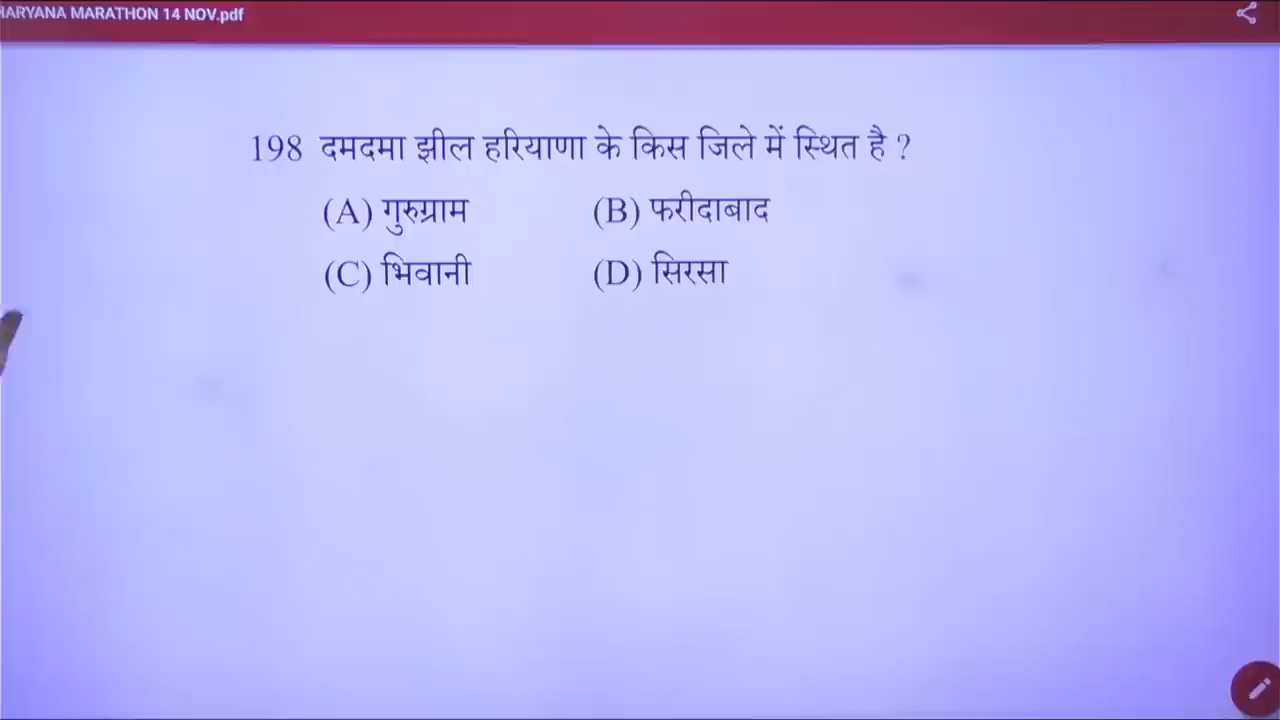 HARYANA MARATHON 14 NOV.pdf
198 दमदमा झील हरियाणा के किस जिले में स्थित है ?
(A) गुरुग्राम (B) फरीदाबाद
(C) भिवानी (D) सिरसा